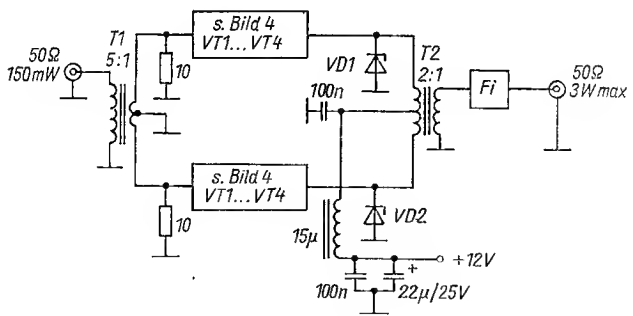 s. Bild 4
VT1...VT4
T1
5:1
50Ω
150mW
10
VD1
100n
T2
2:1
Fi
50Ω
3W max
s. Bild 4
VT1...VT4
10
15µ
VD2
+12V
+
100n
22µ/25V